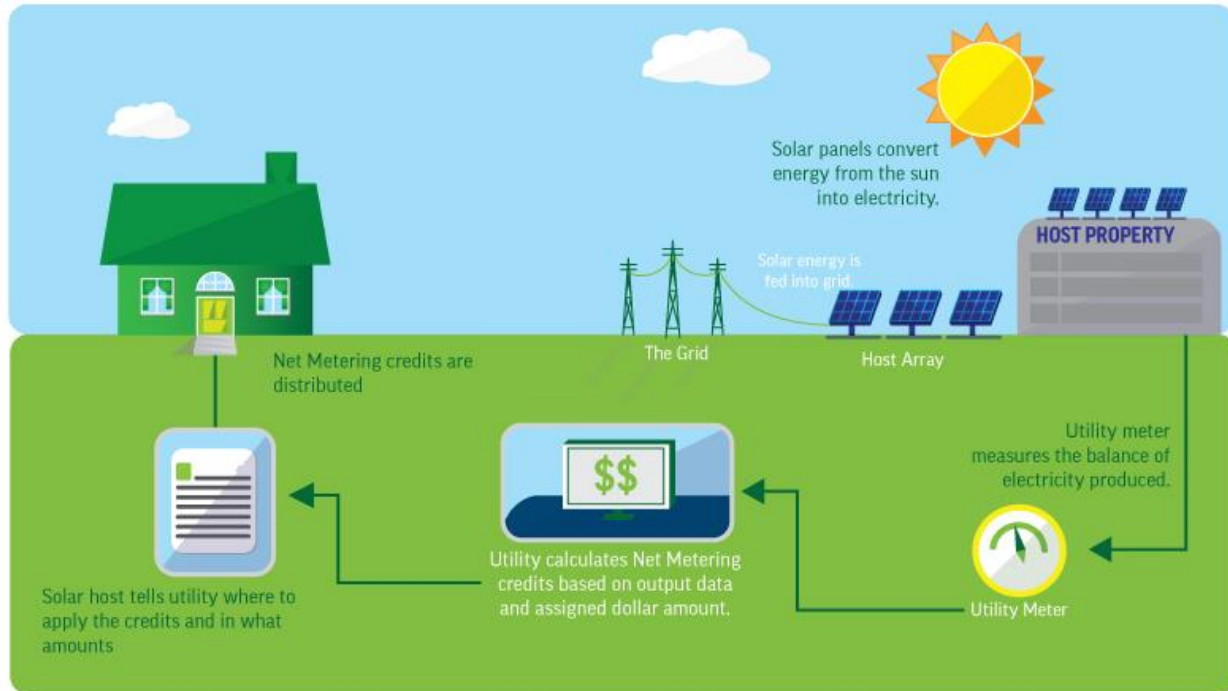 Solar panels convert
energy from the sun
into electricity.
HOST PROPERTY
Solar energy is
fed into grid.
The Grid
Host Array
Net Metering credits are
distributed
Utility meter
measures the balance of
electricity produced.
$$
Utility calculates Net Metering
credits based on output data
and assigned dollar amount.
Utility Meter
Solar host tells utility where to
apply the credits and in what
amounts